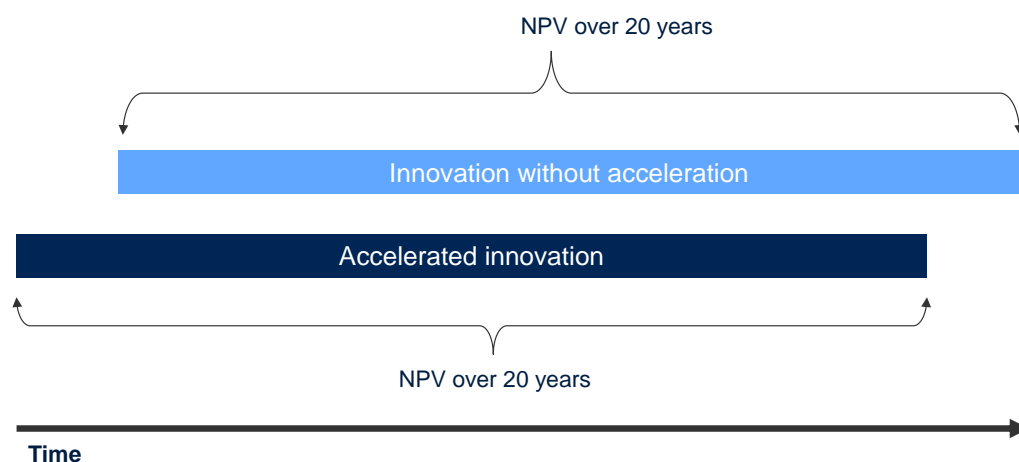 NPV over 20 years
Innovation without acceleration
Accelerated innovation
NPV over 20 years
Time